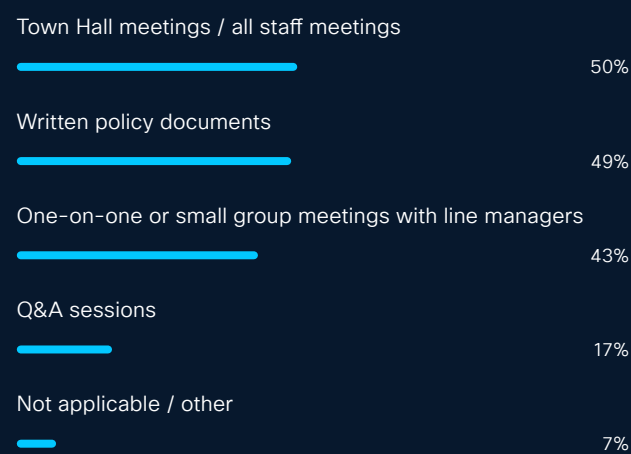 Town Hall meetings / all staff meetings
50%
Written policy documents
49%
One-on-one or small group meetings with line managers
43%
Q&A sessions
17%
Not applicable / other
7%